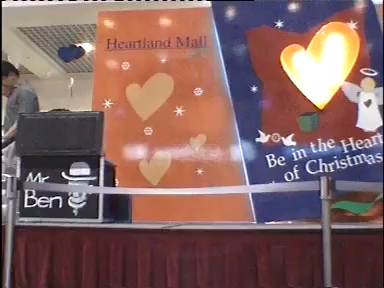 Heartland Mall
Be in the Heart
of Christmas
Mr
Ben